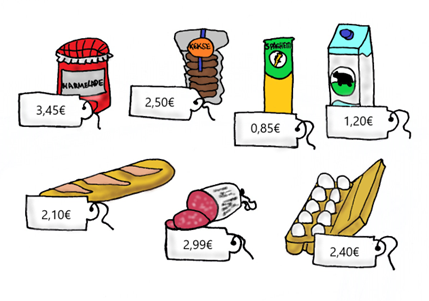 MARMELADE
3,45€
KEKSE
2,50€
SPAGHETTI
0,85€
1,20€
2,10€
2,99€
2,40€